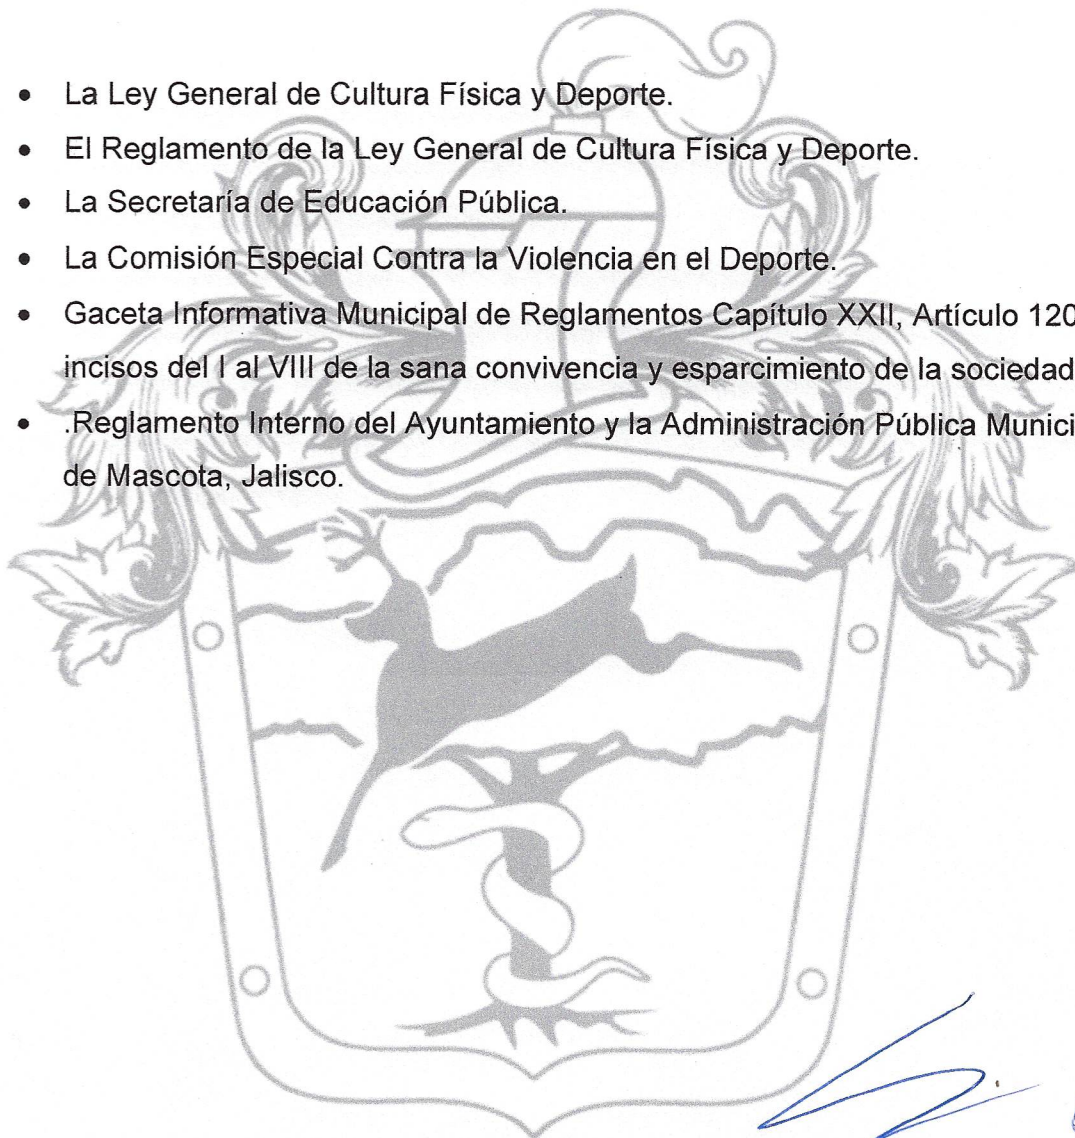 • La Ley General de Cultura Física y Deporte.
• El Reglamento de la Ley General de Cultura Física y Deporte.
• La Secretaría de Educación Pública.
• La Comisión Especial Contra la Violencia en el Deporte.
• Gaceta Informativa Municipal de Reglamentos Capítulo XXII, Artículo 120
incisos del I al VIII de la sana convivencia y esparcimiento de la sociedad
• .Reglamento Interno del Ayuntamiento y la Administración Pública Munici
de Mascota, Jalisco.